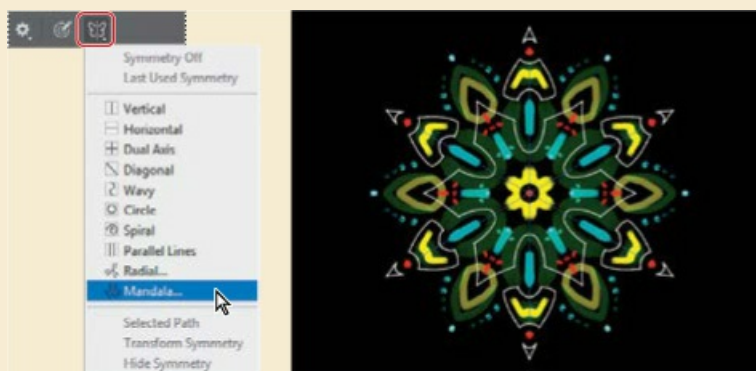 Symmetry Off
Last Used Symmetry
Vertical
Horizontal
Dual Axis
Diagonal
Wavy
Circle
Spiral
Parallel Lines
Radial...
Mandala...
Selected Path
Transform Symmetry
Hide Symmetry